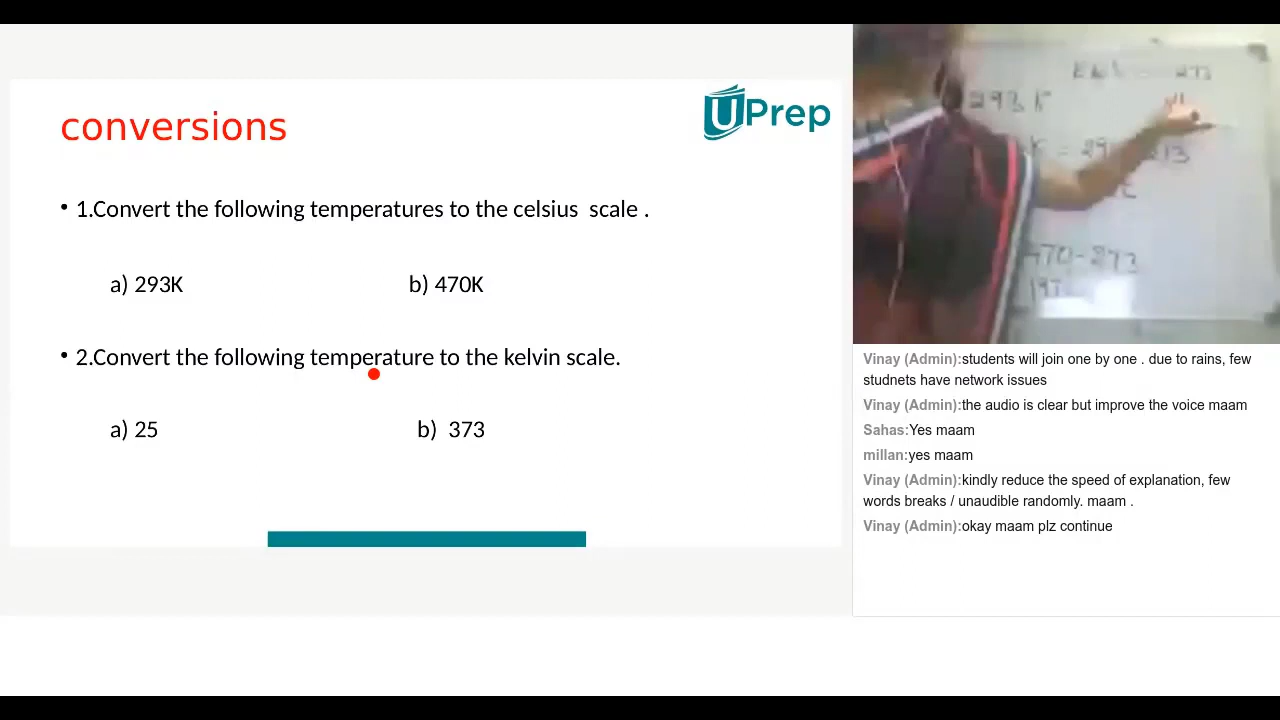 UPrep
conversions
• 1.Convert the following temperatures to the celsius scale .
a) 293K b) 470K
• 2.Convert the following temperature to the kelvin scale.
a) 25 b) 373
293 K
273
470-273
Vinay (Admin):students will join one by one . due to rains, few
studnets have network issues
Vinay (Admin):the audio is clear but improve the voice maam
Sahas:Yes maam
millan:yes maam
Vinay (Admin):kindly reduce the speed of explanation, few
words breaks / unaudible randomly. maam .
Vinay (Admin):okay maam plz continue